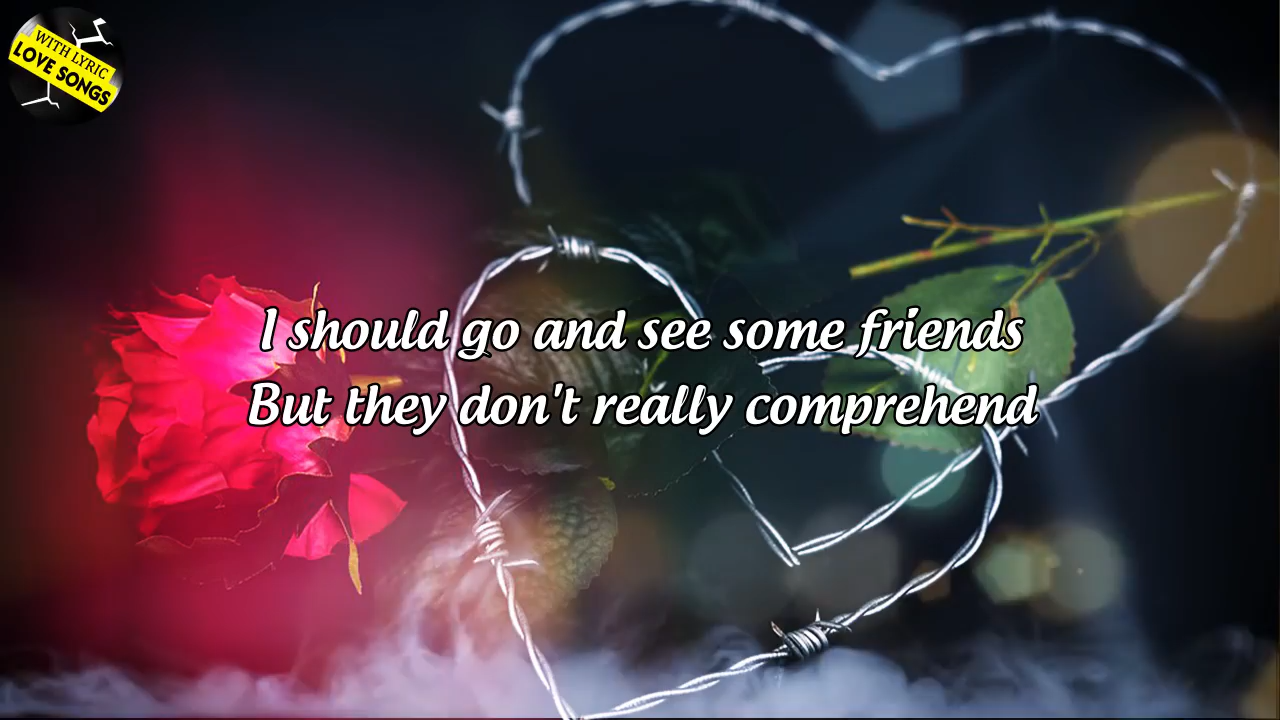 WITH LYRIC
LOVE SONGS
I should go and see some friends
But they don't really comprehend